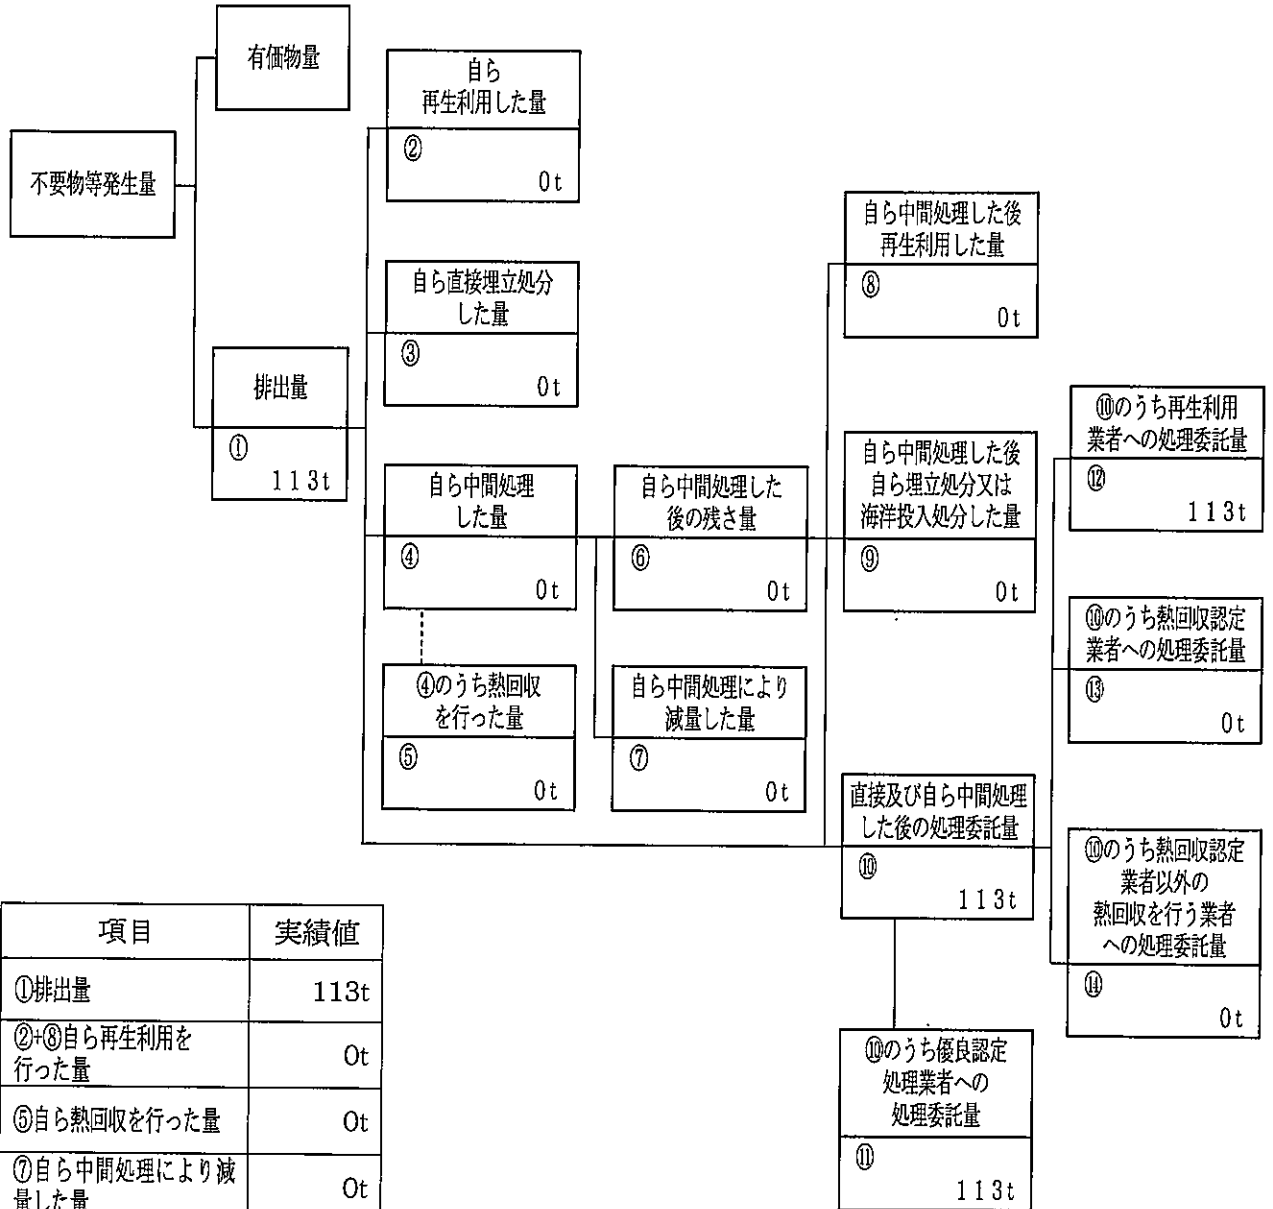 有価物量
不要物等発生量
排出量
①
113t
自ら
再生利用した量
②
0t
自ら直接埋立処分
した量
③
0t
自ら中間処理
した量
④
0t
④のうち熱回収
を行った量
⑤
0t
自ら中間処理した
後の残さ量
⑥
0t
自ら中間処理により
減量した量
⑦
0t
自ら中間処理した後
再生利用した量
⑧
0t
自ら中間処理した後
自ら埋立処分又は
海洋投入処分した量
⑨
0t
直接及び自ら中間処理
した後の処理委託量
⑩
113t
⑩のうち優良認定
処理業者への
処理委託量
⑪
113t
⑩のうち再生利用
業者への処理委託量
⑫
113t
⑩のうち熱回収認定
業者への処理委託量
⑬
0t
⑩のうち熱回収認定
業者以外の
熱回収を行う業者
への処理委託量
⑭
0t
項目 実績値
①排出量 113t
②+⑧自ら再生利用を
行った量 0t
⑤自ら熱回収を行った量 0t
⑦自ら中間処理により減
量した量 0t